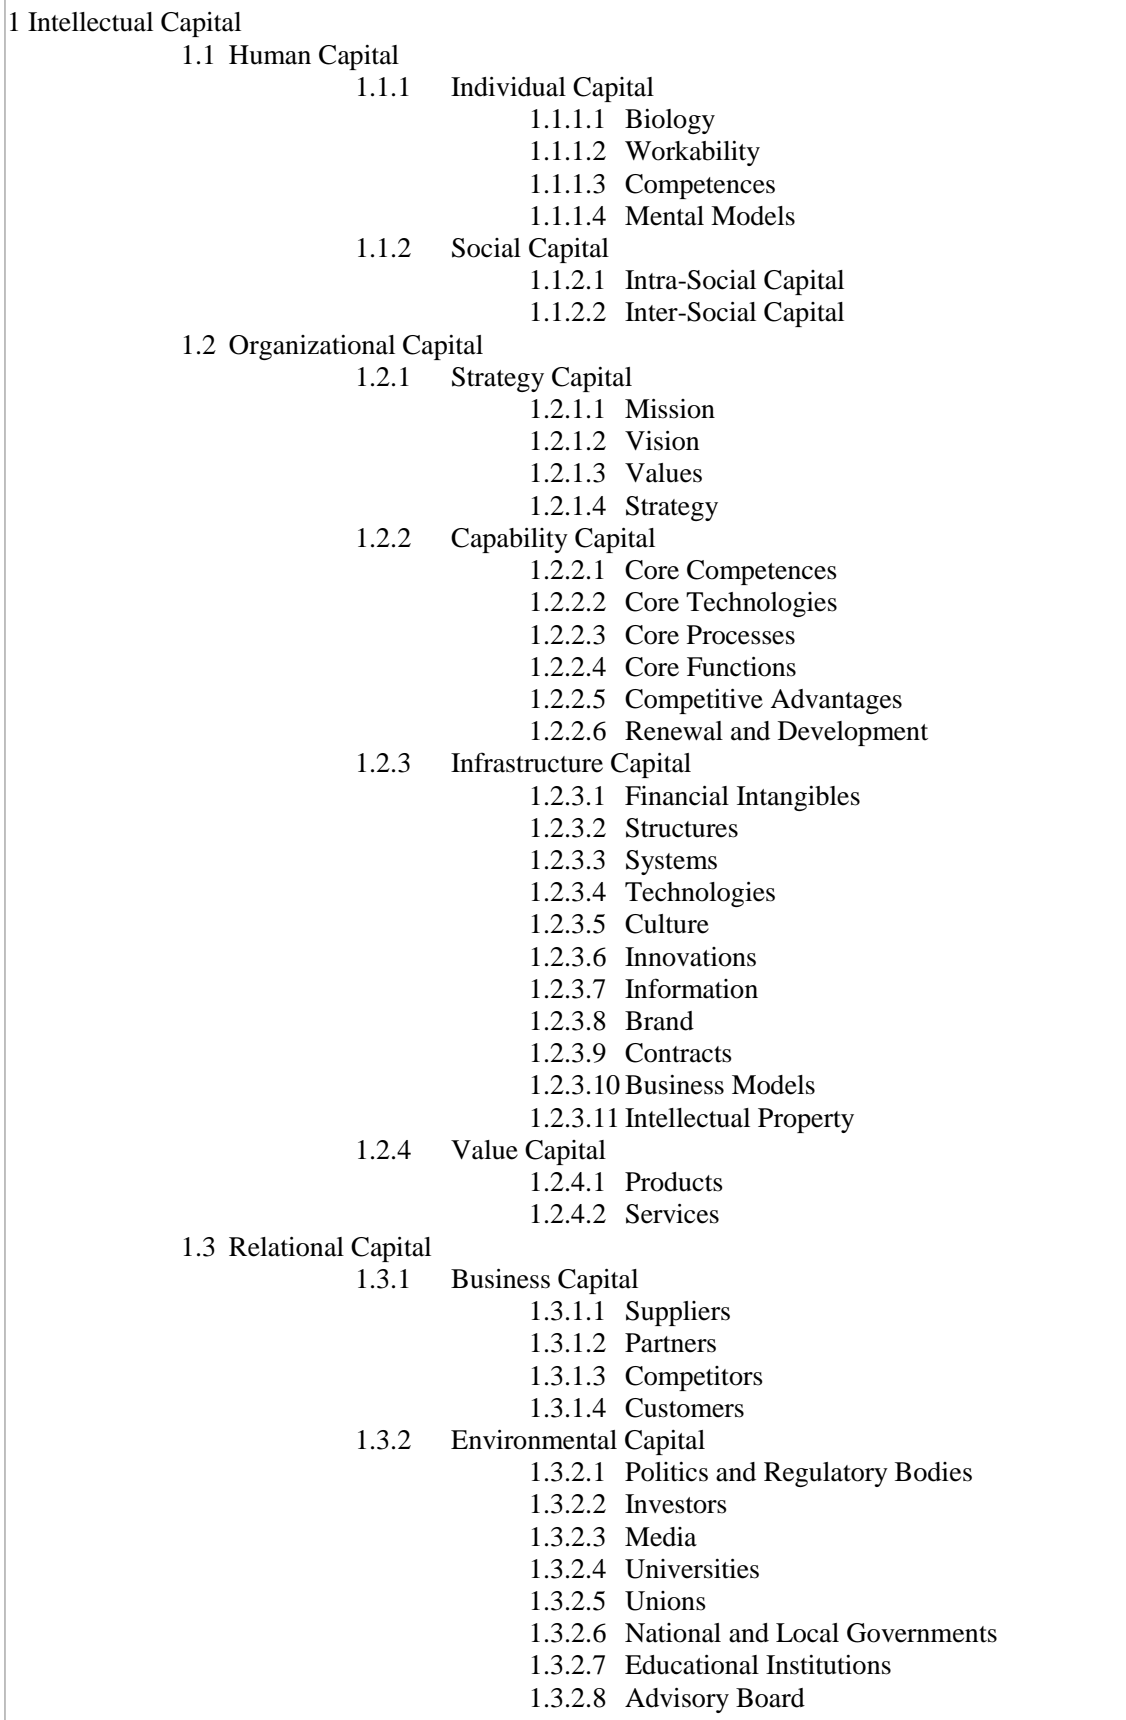 1 Intellectual Capital
1.1 Human Capital
1.1.1 Individual Capital
1.1.1.1 Biology
1.1.1.2 Workability
1.1.1.3 Competences
1.1.1.4 Mental Models
1.1.2 Social Capital
1.1.2.1 Intra-Social Capital
1.1.2.2 Inter-Social Capital
1.2 Organizational Capital
1.2.1 Strategy Capital
1.2.1.1 Mission
1.2.1.2 Vision
1.2.1.3 Values
1.2.1.4 Strategy
1.2.2 Capability Capital
1.2.2.1 Core Competences
1.2.2.2 Core Technologies
1.2.2.3 Core Processes
1.2.2.4 Core Functions
1.2.2.5 Competitive Advantages
1.2.2.6 Renewal and Development
1.2.3 Infrastructure Capital
1.2.3.1 Financial Intangibles
1.2.3.2 Structures
1.2.3.3 Systems
1.2.3.4 Technologies
1.2.3.5 Culture
1.2.3.6 Innovations
1.2.3.7 Information
1.2.3.8 Brand
1.2.3.9 Contracts
1.2.3.10 Business Models
1.2.3.11 Intellectual Property
1.2.4 Value Capital
1.2.4.1 Products
1.2.4.2 Services
1.3 Relational Capital
1.3.1 Business Capital
1.3.1.1 Suppliers
1.3.1.2 Partners
1.3.1.3 Competitors
1.3.1.4 Customers
1.3.2 Environmental Capital
1.3.2.1 Politics and Regulatory Bodies
1.3.2.2 Investors
1.3.2.3 Media
1.3.2.4 Universities
1.3.2.5 Unions
1.3.2.6 National and Local Governments
1.3.2.7 Educational Institutions
1.3.2.8 Advisory Board